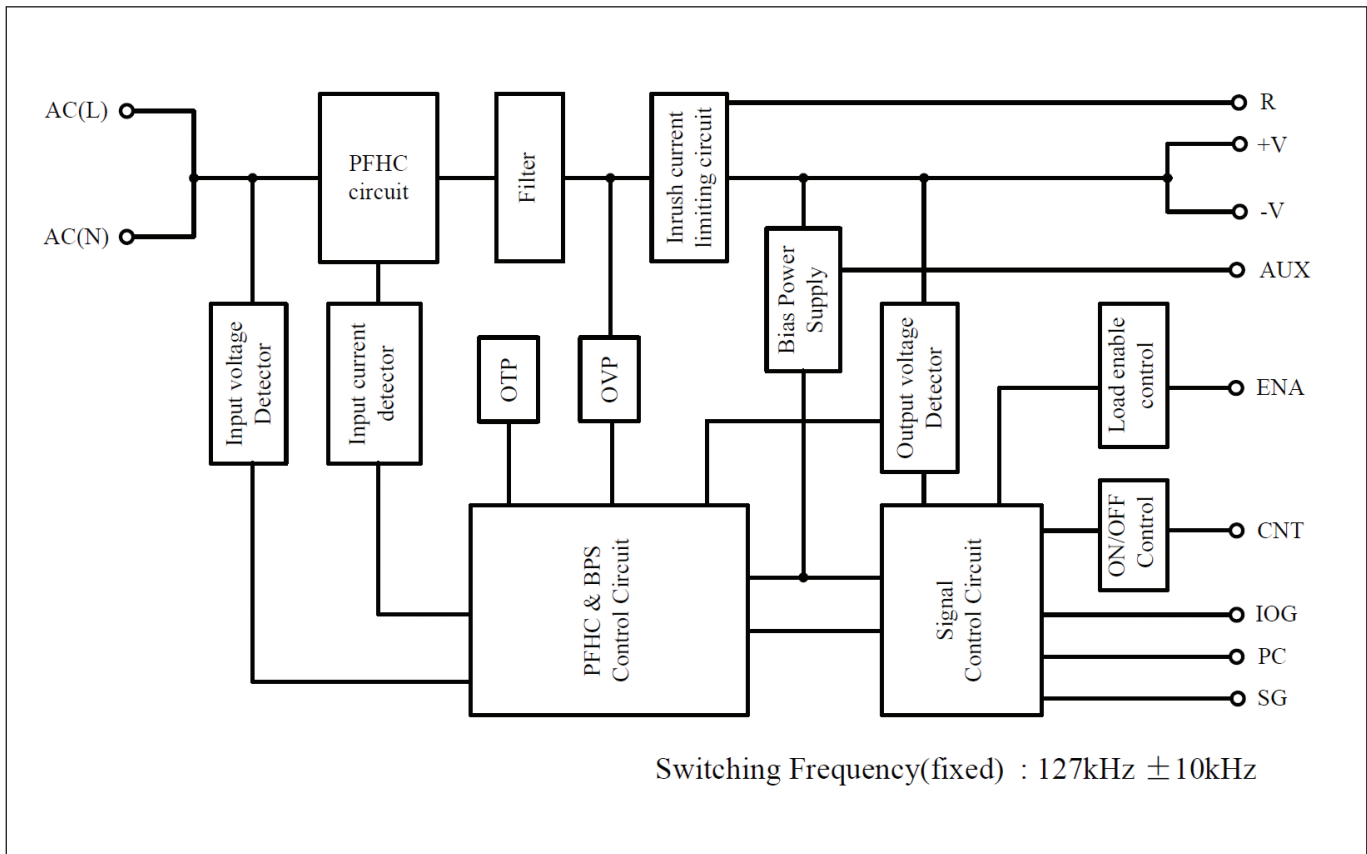 AC(L)
AC(N)
PFHC
circuit
Filter
Inrush current
limiting circuit
R
+V
-V
AUX
Input voltage
Detector
Input current
detector
OTP
OVP
Bias Power
Supply
Output voltage
Detector
Load enable
control
ENA
PFHC & BPS
Control Circuit
Signal
Control Circuit
ON/OFF
Control
CNT
IOG
PC
SG
Switching Frequency(fixed) : 127kHz ±10kHz